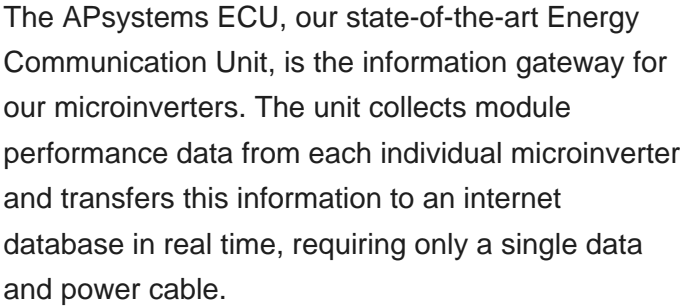 The APsystems ECU, our state-of-the-art Energy
Communication Unit, is the information gateway for
our microinverters. The unit collects module
performance data from each individual microinverter
and transfers this information to an internet
database in real time, requiring only a single data
and power cable.